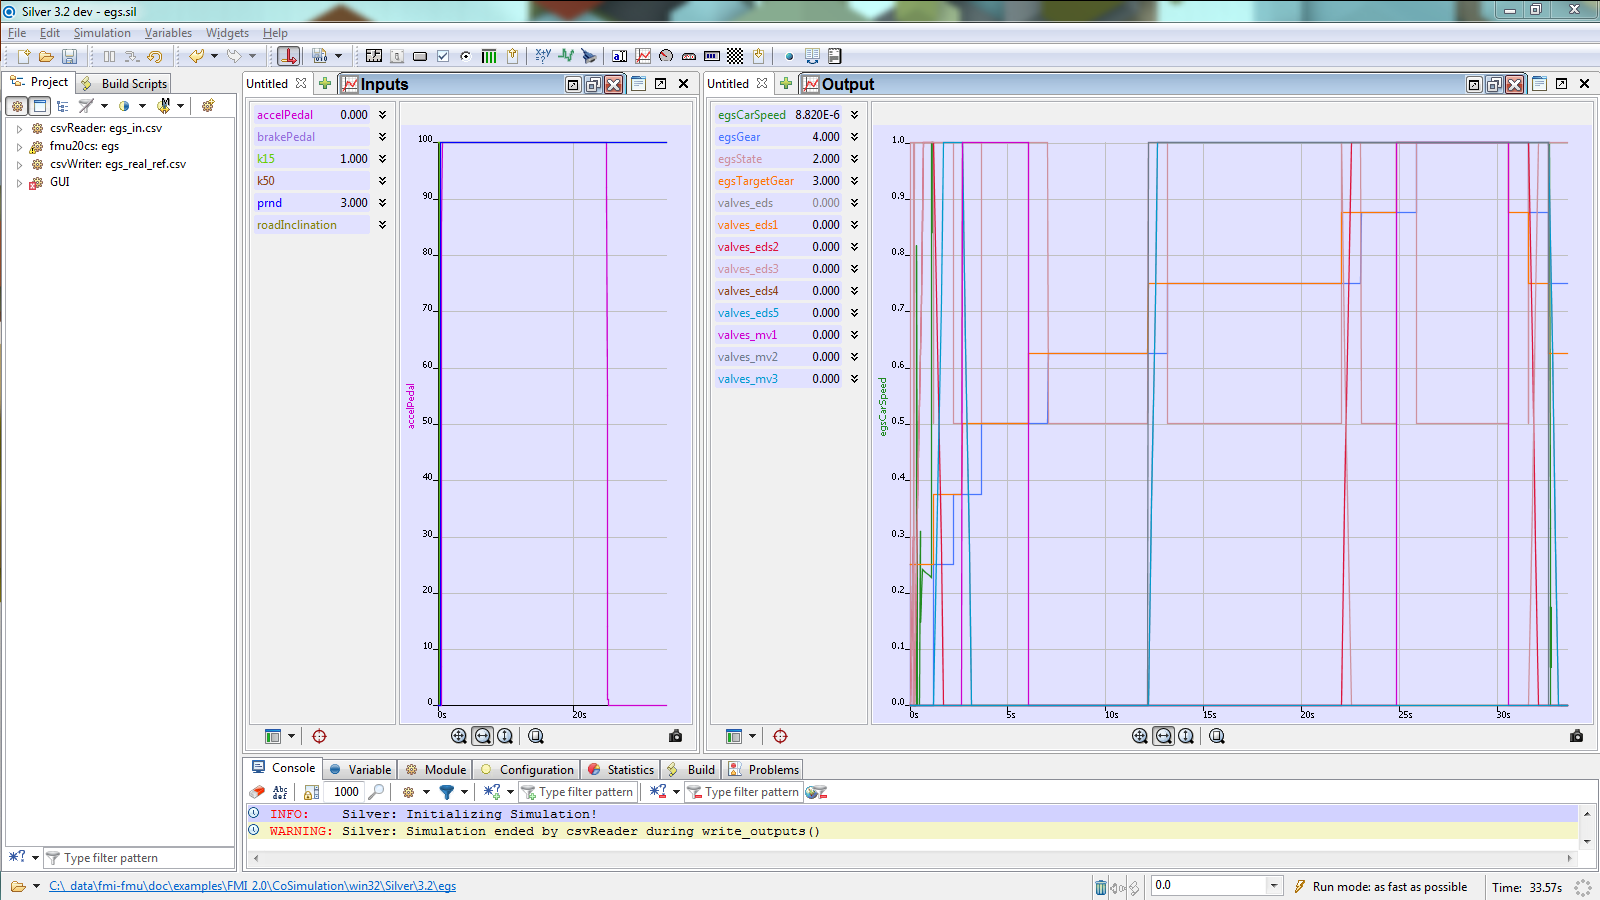 Silver 3.2 dev - egs.sil
File Edit Simulation Variables Widgets Help
Project Build Scripts
csvReader: egs_in.csv
fmu20cs: egs
csvWriter: egs_real_ref.csv
GUI
Type filter pattern
Untitled Inputs
accelPedal 0.000
brakePedal
k15 1.000
k50
prnd 3.000
roadInclination
100
90
80
70
60
50
40
30
20
10
0
accelPedal
0s 20s
Untitled Output
egsCarSpeed 8.820E-6
egsGear 4.000
egsState 2.000
egsTargetGear 3.000
valves_eds 0.000
valves_eds1 0.000
valves_eds2 0.000
valves_eds3 0.000
valves_eds4 0.000
valves_eds5 0.000
valves_mv1 0.000
valves_mv2 0.000
valves_mv3 0.000
1.0
0.9
0.8
0.7
0.6
0.5
0.4
0.3
0.2
0.1
0.0
egsCarSpeed
0s 5s 10s 15s 20s 25s 30s
Console Variable Module Configuration Statistics Build Problems
Abc def 1000 Type filter pattern Type filter pattern
INFO: Silver: Initializing Simulation!
WARNING: Silver: Simulation ended by csvReader during write_outputs()
C:\_data\fmi-fmu\doc\examples\FMI_2.0\CoSimulation\win32\Silver\3.2\egs
0.0 Run mode: as fast as possible Time: 33.57s